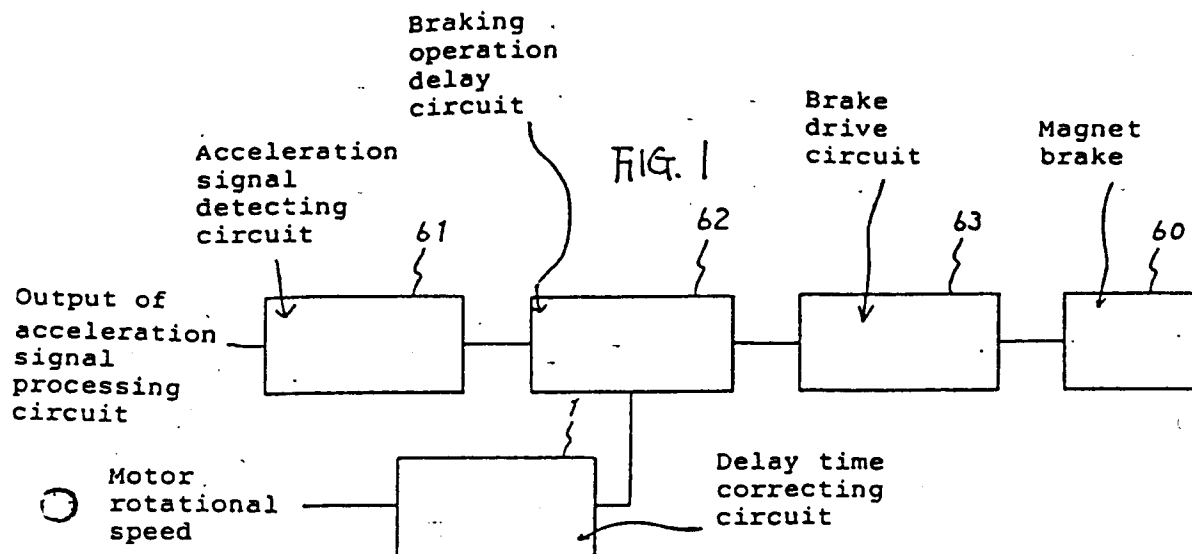 Braking
operation
delay
circuit
Brake
drive
circuit
Magnet
brake
Acceleration
signal
detecting
circuit
FIG. 1
61
62
63
60
Output of
acceleration
signal
processing
circuit
1
Motor
rotational
speed
Delay time
correcting
circuit